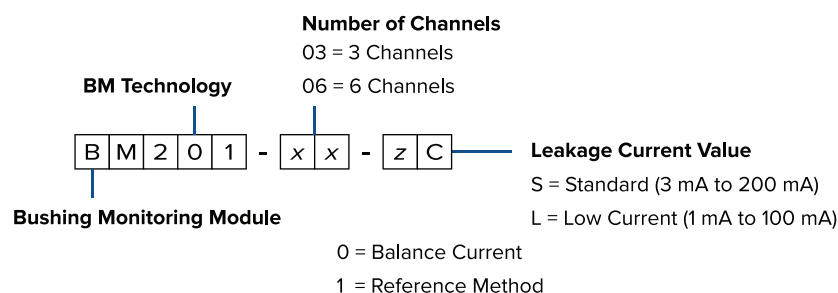 Number of Channels
03 = 3 Channels
06 = 6 Channels
BM Technology
B M 2 0 1 - x x - z C
Leakage Current Value
S = Standard (3 mA to 200 mA)
L = Low Current (1 mA to 100 mA)
Bushing Monitoring Module
0 = Balance Current
1 = Reference Method